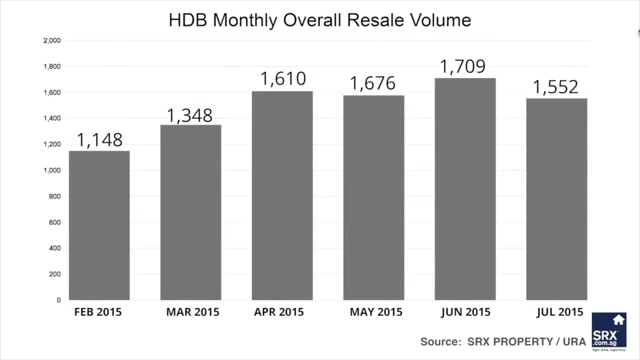 HDB Monthly Overall Resale Volume
2,000
1,800
1,600
1,400
1,200
1,000
800
600
400
200
0
1,148
1,348
1,610
1,676
1,709
1,552
FEB 2015
MAR 2015
APR 2015
MAY 2015
JUN 2015
JUL 2015
Source: SRX PROPERTY / URA
SRX
.com.sg